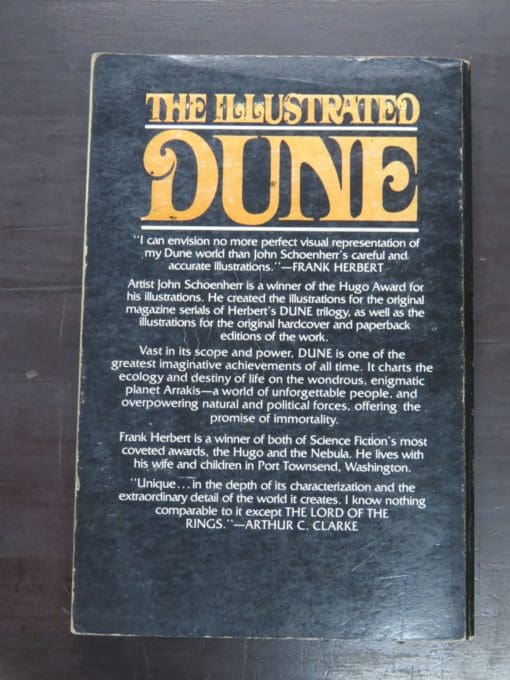 THE ILLUSTRATED
DUNE
"I can envision no more perfect visual representation of
my Dune world than John Schoenherr's careful and
accurate illustrations."—FRANK HERBERT
Artist John Schoenherr is a winner of the Hugo Award for
his illustrations. He created the illustrations for the original
magazine serials of Herbert's DUNE trilogy, as well as the
illustrations for the original hardcover and paperback
editions of the work.
Vast in its scope and power, DUNE is one of the
greatest imaginative achievements of all time. It charts the
ecology and destiny of life on the wondrous, enigmatic
planet Arrakis—a world of unforgettable people, and
overpowering natural and political forces, offering the
promise of immortality.
Frank Herbert is a winner of both of Science Fiction's most
coveted awards, the Hugo and the Nebula. He lives with
his wife and children in Port Townsend, Washington.
"Unique...in the depth of its characterization and the
extraordinary detail of the world it creates. I know nothing
comparable to it except THE LORD OF THE
RINGS."—ARTHUR C. CLARKE